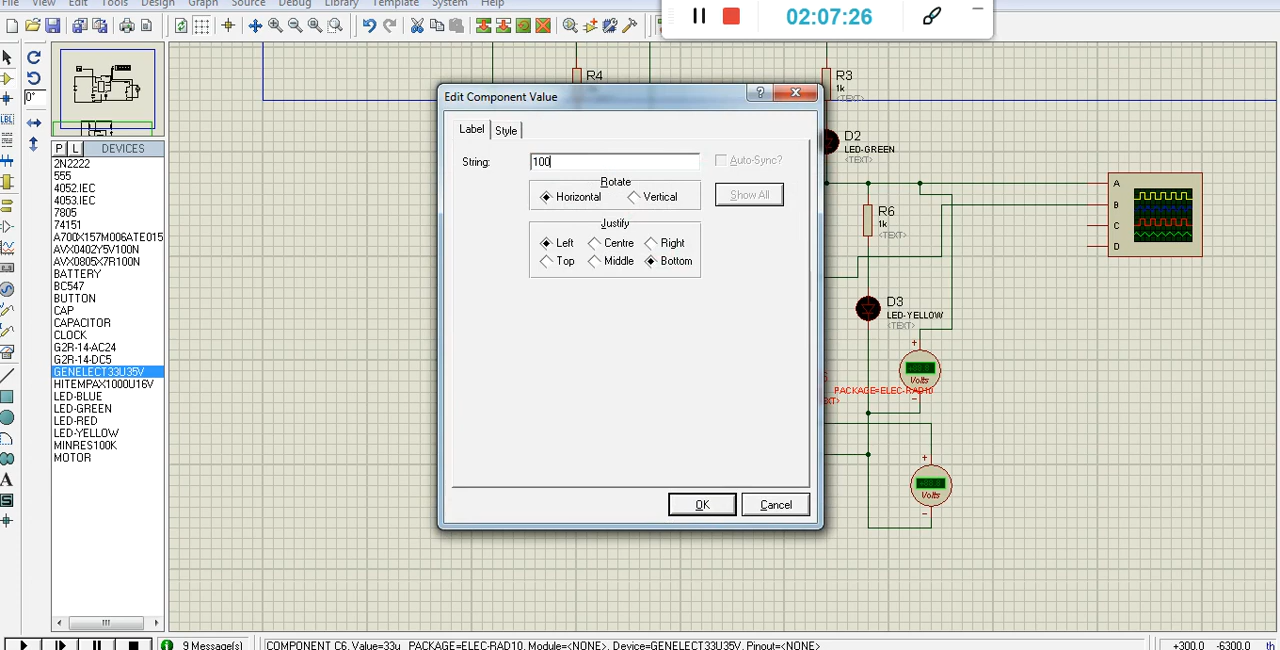 File View Edit Tools Design Graph Source Debug Library Template System Help
02:07:26
0°
LBL
P L DEVICES
2N2222
555
4052.IEC
4053.IEC
7805
74151
A700X157M006ATE015
AVX0402Y5V100N
AVX0805X7R100N
BATTERY
BC547
BUTTON
CAP
CAPACITOR
CLOCK
G2R-14-AC24
G2R-14-DC5
GENELECT33U35V
HITEMPAX1000U16V
LED-BLUE
LED-GREEN
LED-RED
LED-YELLOW
MINRES100K
MOTOR
A
S
R4
R3
1k
<TEXT>
D2
LED-GREEN
<TEXT>
R6
1k
<TEXT>
D3
LED-YELLOW
<TEXT>
A
B
C
D
+
Volts
PACKAGE=ELEC-RAD10
+
Volts
Edit Component Value
?
Label Style
String: 100
Auto-Sync?
Rotate
Horizontal Vertical
Show All
Justify
Left Centre Right
Top Middle Bottom
OK Cancel
9 Message(s)
COMPONENT C6, Value=33u, PACKAGE=ELEC-RAD10, Module=<NONE>, Device=GENELECT33U35V, Pinout=<NONE>
+300.0 -6300.0 th